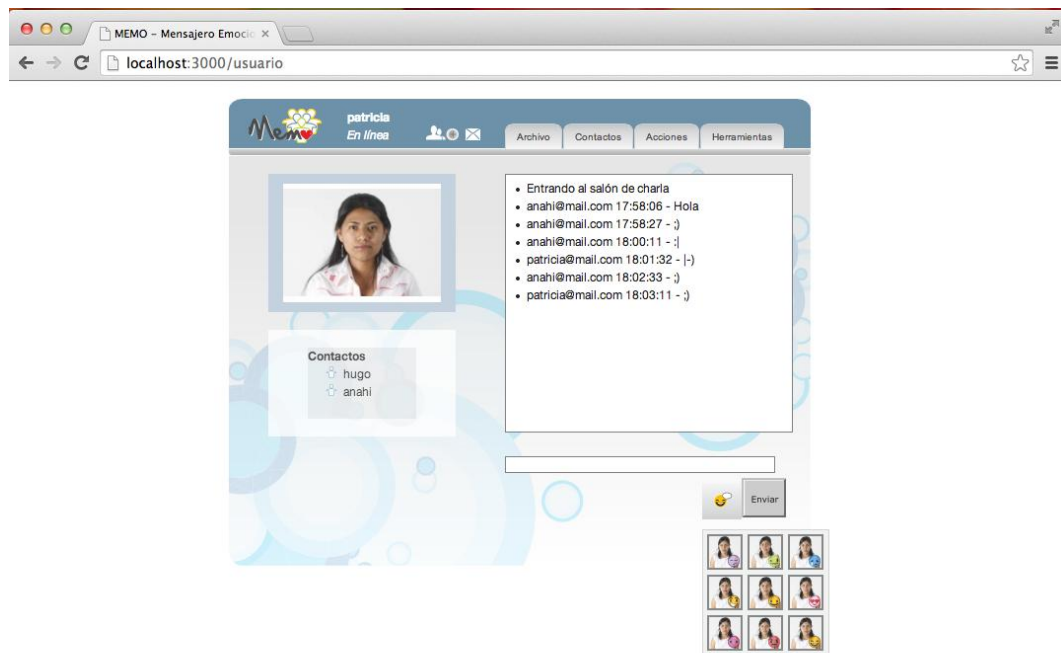 MEMO – Mensajero Emocio
localhost:3000/usuario
Memo
patricia
En línea
Archivo Contactos Acciones Herramientas
• Entrando al salón de charla
• anahi@mail.com 17:58:06 - Hola
• anahi@mail.com 17:58:27 - ;)
• anahi@mail.com 18:00:11 - :|
• patricia@mail.com 18:01:32 - |-)
• anahi@mail.com 18:02:33 - ;)
• patricia@mail.com 18:03:11 - ;)
Contactos
hugo
anahi
Enviar